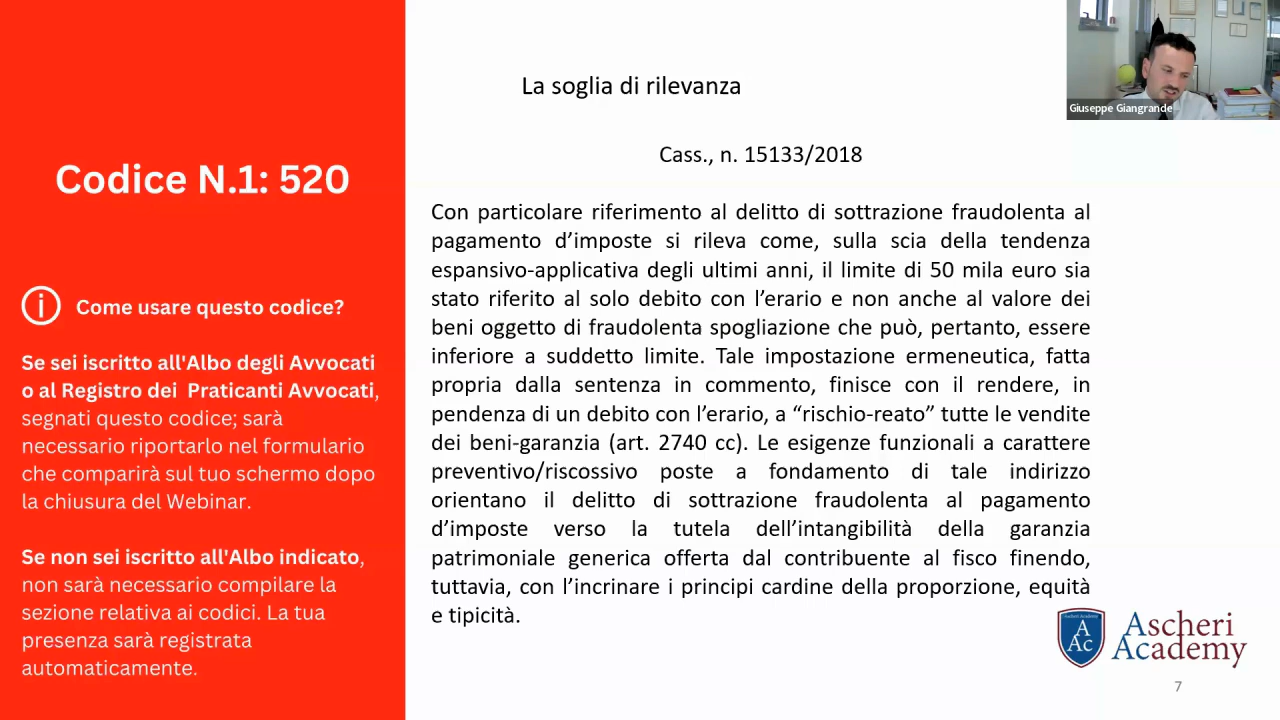 Codice N.1: 520
Come usare questo codice?
Se sei iscritto all'Albo degli Avvocati
o al Registro dei Praticanti Avvocati,
segnati questo codice; sarà
necessario riportarlo nel formulario
che comparirà sul tuo schermo dopo
la chiusura del Webinar.
Se non sei iscritto all'Albo indicato,
non sarà necessario compilare la
sezione relativa ai codici. La tua
presenza sarà registrata
automaticamente.
La soglia di rilevanza
Cass., n. 15133/2018
Con particolare riferimento al delitto di sottrazione fraudolenta al
pagamento d’imposte si rileva come, sulla scia della tendenza
espansivo-applicativa degli ultimi anni, il limite di 50 mila euro sia
stato riferito al solo debito con l’erario e non anche al valore dei
beni oggetto di fraudolenta spogliazione che può, pertanto, essere
inferiore a suddetto limite. Tale impostazione ermeneutica, fatta
propria dalla sentenza in commento, finisce con il rendere, in
pendenza di un debito con l’erario, a “rischio-reato” tutte le vendite
dei beni-garanzia (art. 2740 cc). Le esigenze funzionali a carattere
preventivo/riscossivo poste a fondamento di tale indirizzo
orientano il delitto di sottrazione fraudolenta al pagamento
d’imposte verso la tutela dell’intangibilità della garanzia
patrimoniale generica offerta dal contribuente al fisco finendo,
tuttavia, con l’incrinare i principi cardine della proporzione, equità
e tipicità.
Giuseppe Giangrande
A
Ac
Ascheri
Academy
7